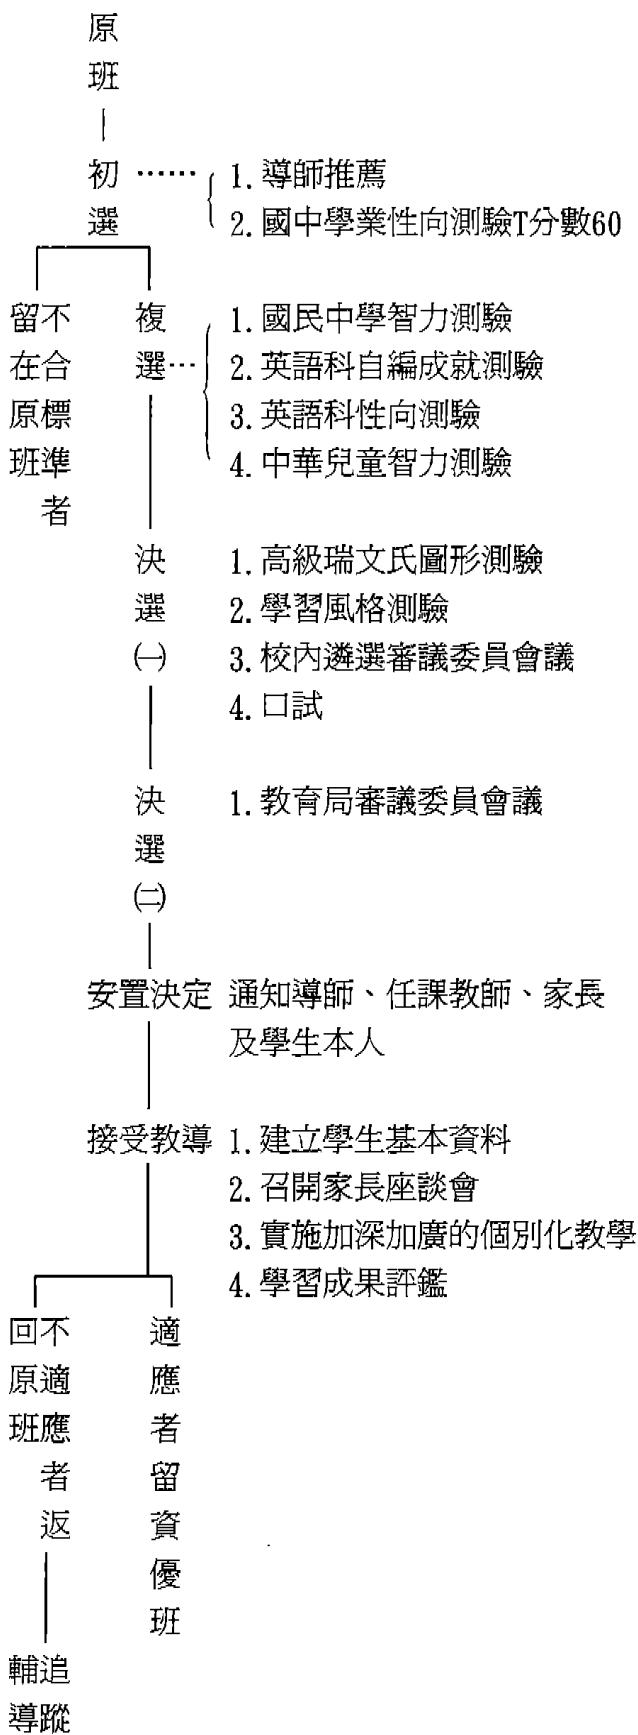 原班
初選……
1. 導師推薦
2. 國中學業性向測驗T分數60
不合標準者
留在原班
複選…
1. 國民中學智力測驗
2. 英語科自編成就測驗
3. 英語科性向測驗
4. 中華兒童智力測驗
決選㈠
1. 高級瑞文氏圖形測驗
2. 學習風格測驗
3. 校內遴選審議委員會議
4. 口試
決選㈡
1. 教育局審議委員會議
安置決定
通知導師、任課教師、家長
及學生本人
接受教導
1. 建立學生基本資料
2. 召開家長座談會
3. 實施加深加廣的個別化教學
4. 學習成果評鑑
不適應者返
回原班
適應者留資優班
追蹤
輔導